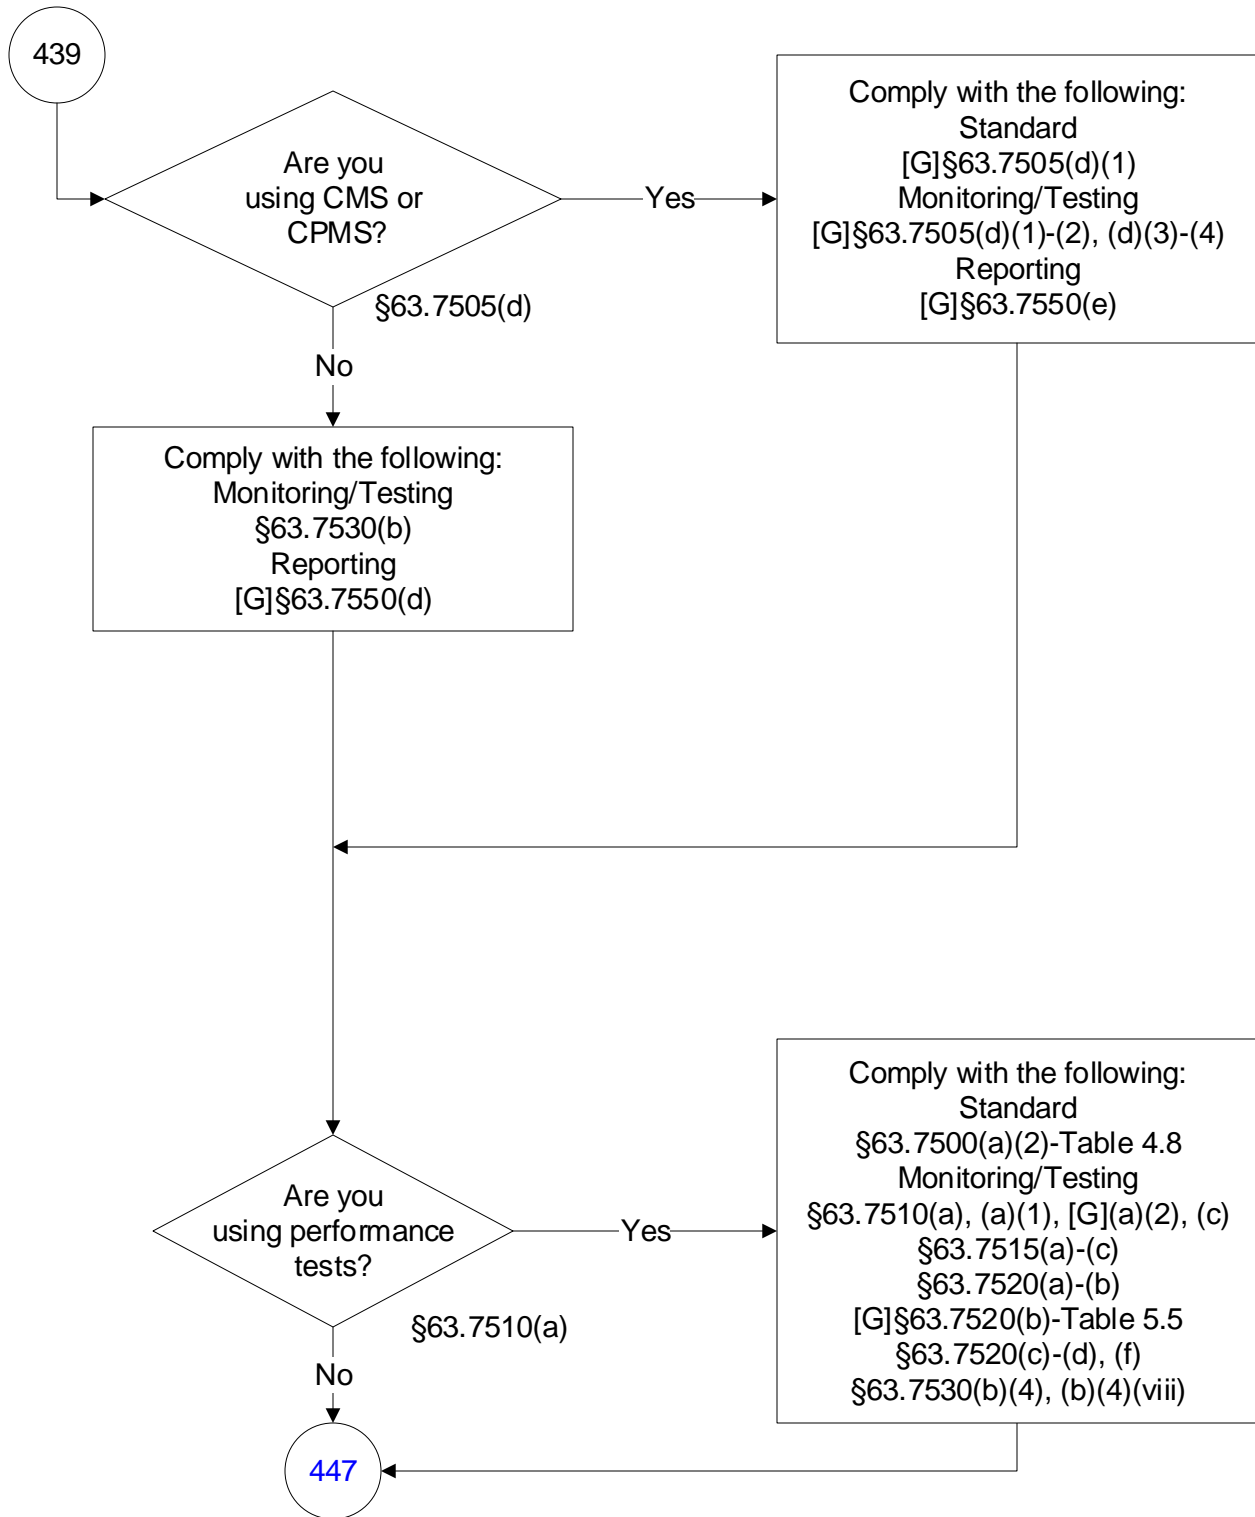 439
Are you
using CMS or
CPMS?
Yes
§63.7505(d)
No
Comply with the following:
Standard
[G]§63.7505(d)(1)
Monitoring/Testing
[G]§63.7505(d)(1)-(2), (d)(3)-(4)
Reporting
[G]§63.7550(e)
Comply with the following:
Monitoring/Testing
§63.7530(b)
Reporting
[G]§63.7550(d)
Are you
using performance
tests?
Yes
§63.7510(a)
No
Comply with the following:
Standard
§63.7500(a)(2)-Table 4.8
Monitoring/Testing
§63.7510(a), (a)(1), [G](a)(2), (c)
§63.7515(a)-(c)
§63.7520(a)-(b)
[G]§63.7520(b)-Table 5.5
§63.7520(c)-(d), (f)
§63.7530(b)(4), (b)(4)(viii)
447